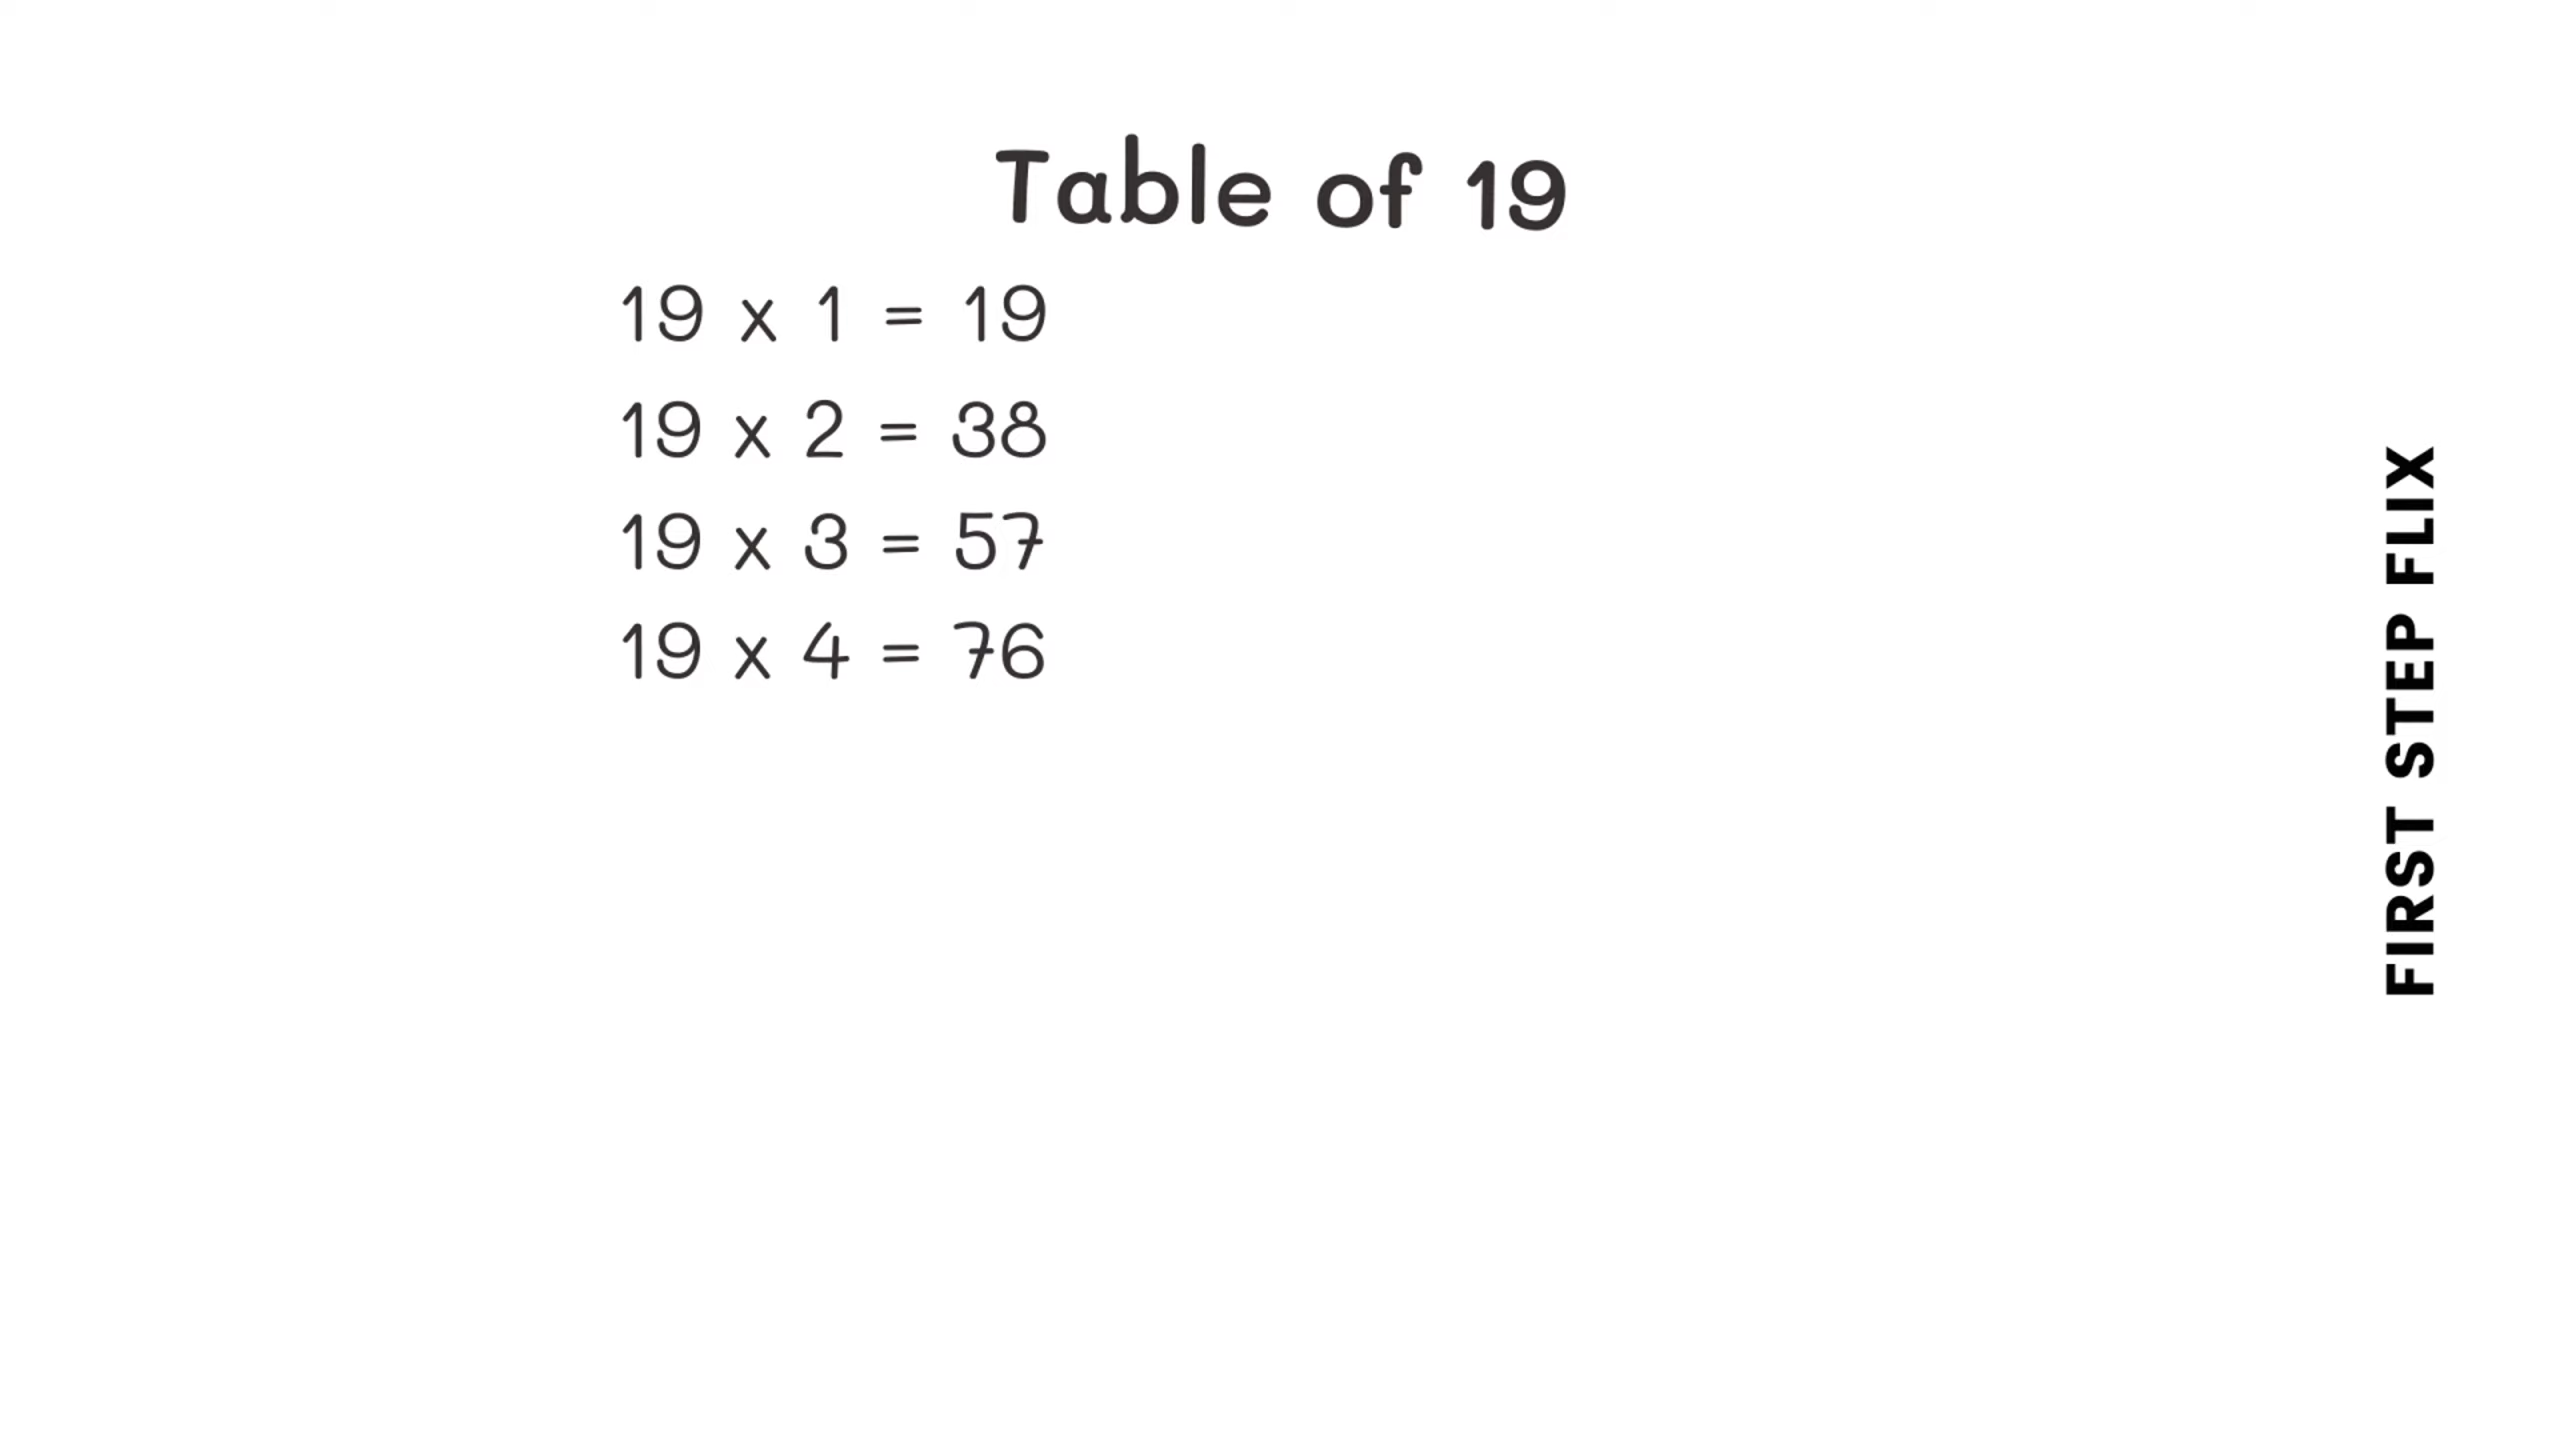 Table of 19
19 x 1 = 19
19 x 2 = 38
19 x 3 = 57
19 x 4 = 76
FIRST STEP FLIX